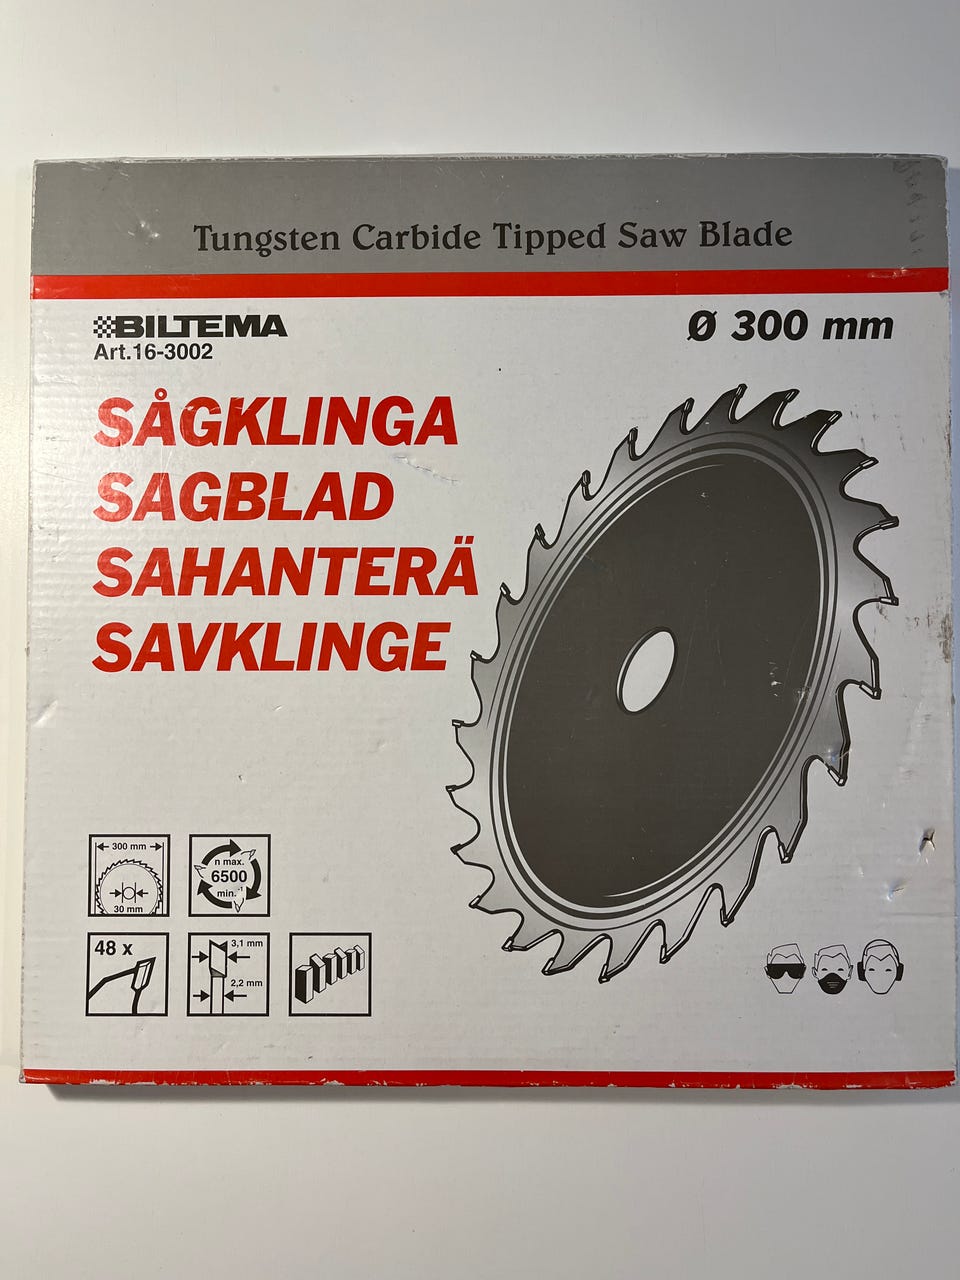 Tungsten Carbide Tipped Saw Blade
BILTEMA
Art.16-3002
Ø 300 mm
SÅGKLINGA
SAGBLAD
SAHANTERÄ
SAVKLINGE
300 mm
30 mm
n max.
6500
min.⁻¹
48 x
3,1 mm
2,2 mm